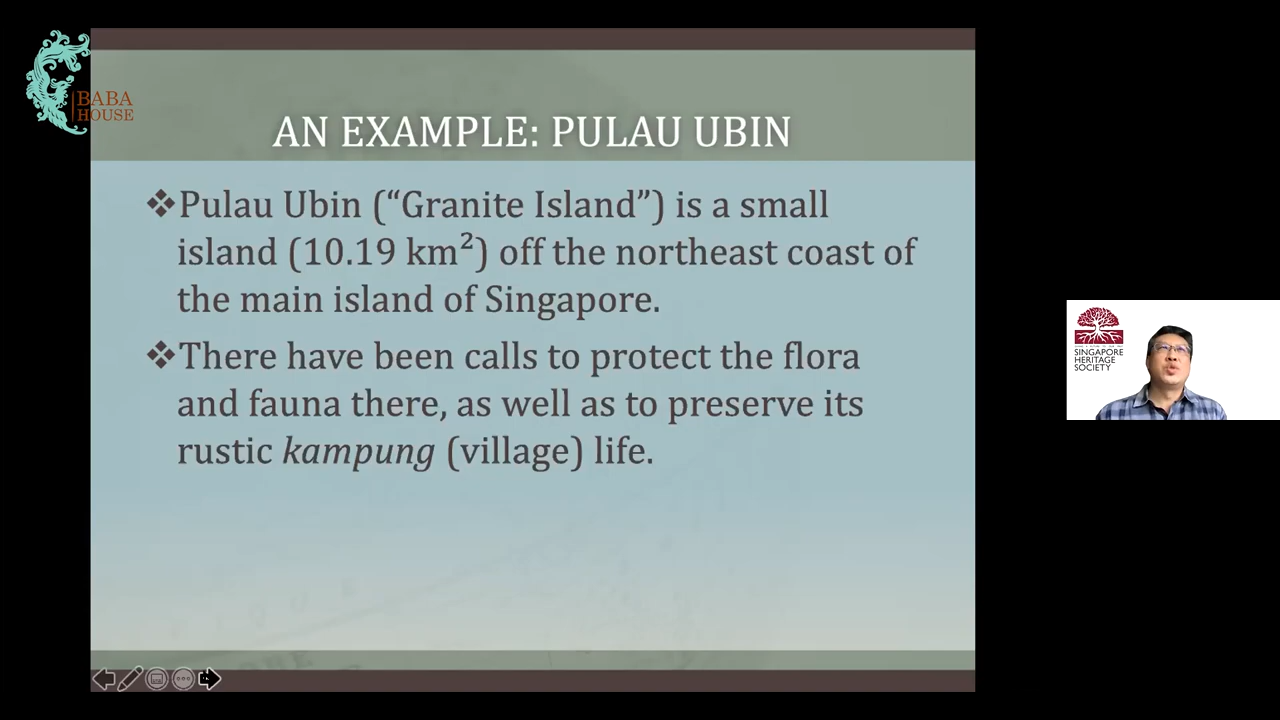 BABA
HOUSE
AN EXAMPLE: PULAU UBIN
❖Pulau Ubin (“Granite Island”) is a small
island (10.19 km²) off the northeast coast of
the main island of Singapore.
❖There have been calls to protect the flora
and fauna there, as well as to preserve its
rustic kampung (village) life.
SINGAPORE
HERITAGE
SOCIETY